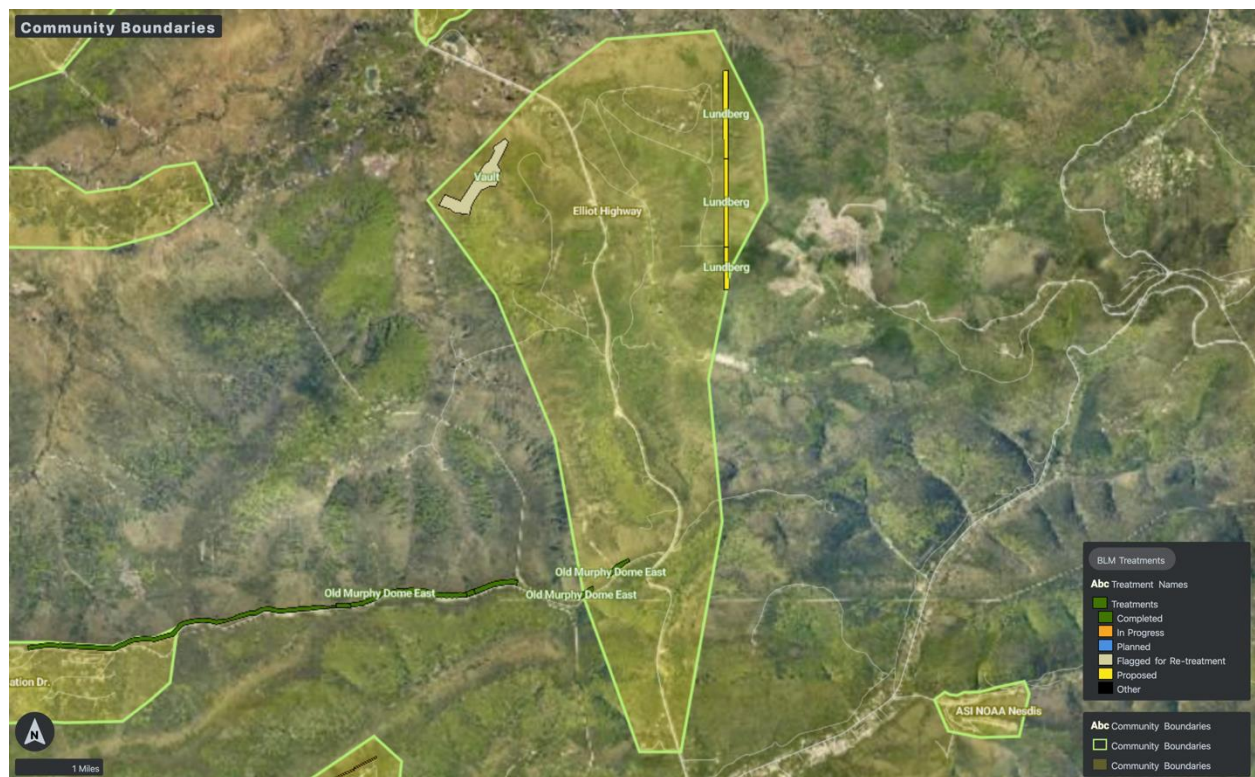 Community Boundaries
Lundberg
Vault
Lundberg
Elliot Highway
Lundberg
Old Murphy Dome East
Old Murphy Dome East
Old Murphy Dome East
ation Dr.
ASI NOAA Nesdis
N
1 Miles
BLM Treatments
Abc Treatment Names
Treatments
Completed
In Progress
Planned
Flagged for Re-treatment
Proposed
Other
Abc Community Boundaries
Community Boundaries
Community Boundaries